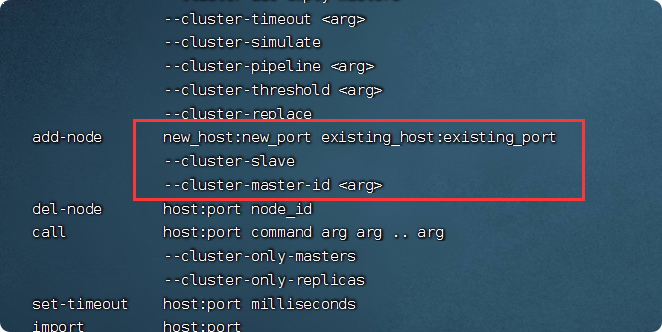 --cluster-timeout <arg>
--cluster-simulate
--cluster-pipeline <arg>
--cluster-threshold <arg>
--cluster-replace
add-node new_host:new_port existing_host:existing_port
--cluster-slave
--cluster-master-id <arg>
del-node host:port node_id
call host:port command arg arg .. arg
--cluster-only-masters
--cluster-only-replicas
set-timeout host:port milliseconds
import host:port